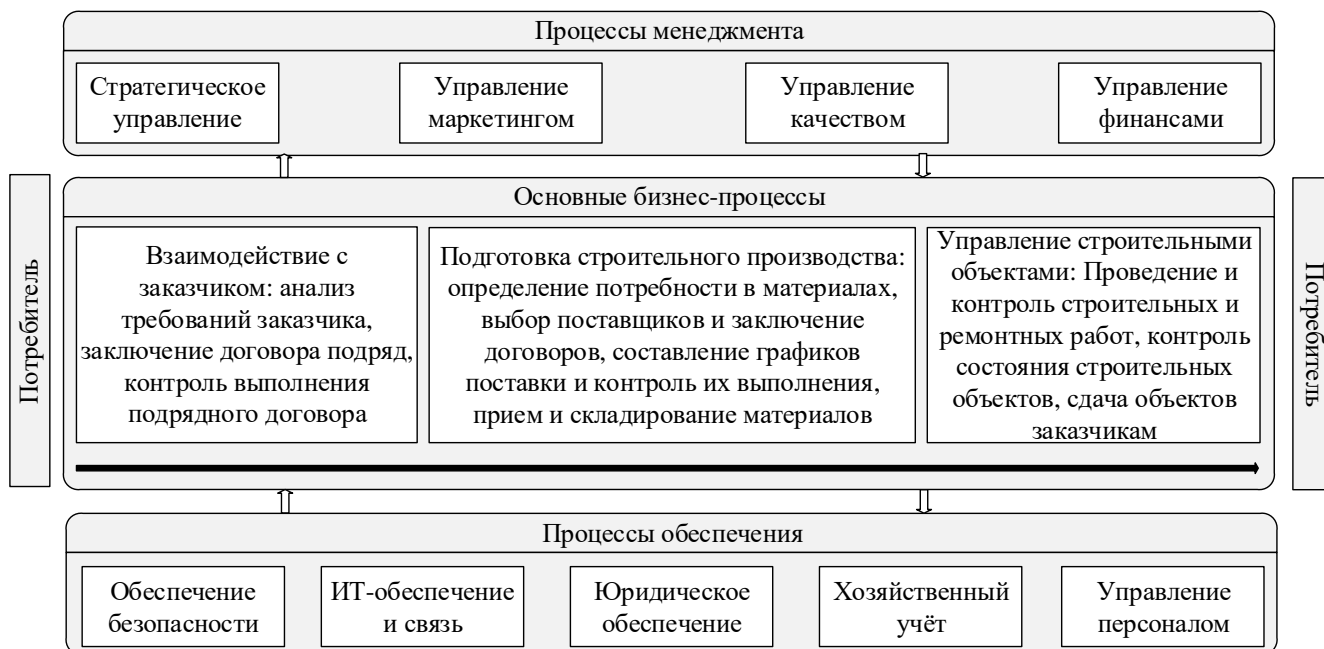 Процессы менеджмента
Стратегическое
управление
Управление
маркетингом
Управление
качеством
Управление
финансами
Потребитель
Основные бизнес-процессы
Взаимодействие с
заказчиком: анализ
требований заказчика,
заключение договора подряд,
контроль выполнения
подрядного договора
Подготовка строительного производства:
определение потребности в материалах,
выбор поставщиков и заключение
договоров, составление графиков
поставки и контроль их выполнения,
прием и складирование материалов
Управление строительными
объектами: Проведение и
контроль строительных и
ремонтных работ, контроль
состояния строительных
объектов, сдача объектов
заказчикам
Потребитель
Процессы обеспечения
Обеспечение
безопасности
ИТ-обеспечение
и связь
Юридическое
обеспечение
Хозяйственный
учёт
Управление
персоналом